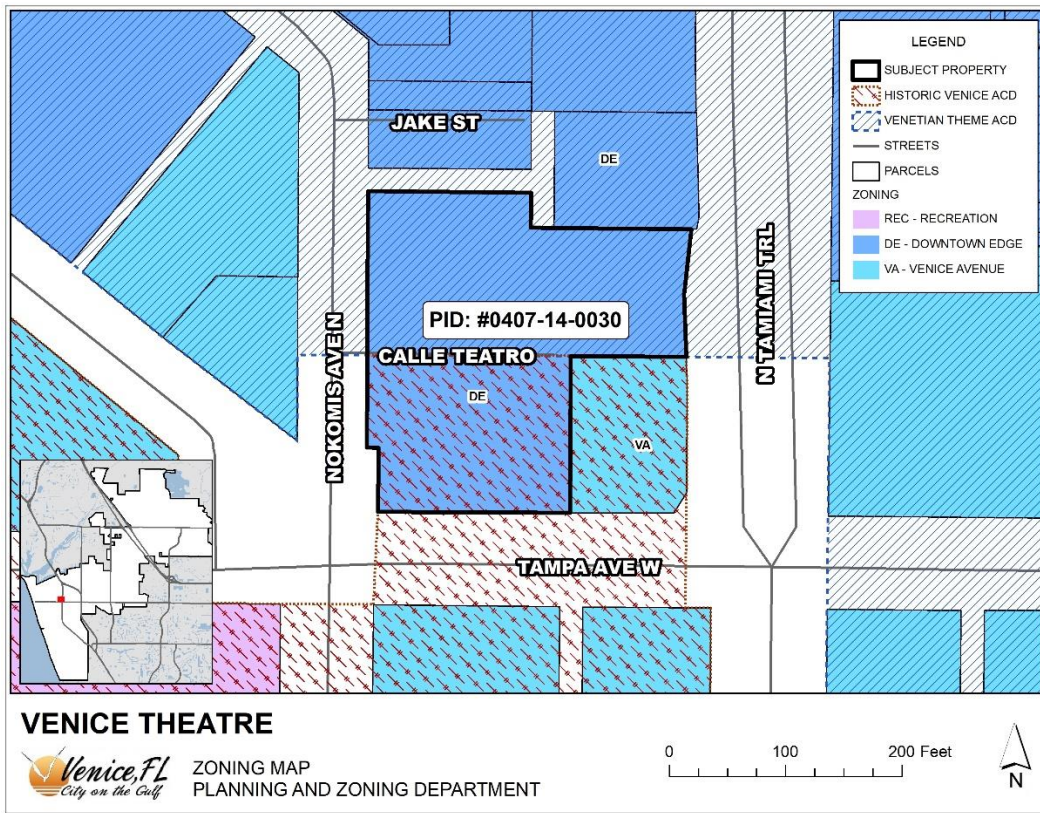 LEGEND
SUBJECT PROPERTY
HISTORIC VENICE ACD
VENETIAN THEME ACD
STREETS
PARCELS
ZONING
REC - RECREATION
DE - DOWNTOWN EDGE
VA - VENICE AVENUE
JAKE ST
DE
NOKOMIS AVE N
N TAMIAMI TRL
PID: #0407-14-0030
CALLE TEATRO
DE
VA
TAMPA AVE W
VENICE THEATRE
Venice, FL
City on the Gulf
ZONING MAP
PLANNING AND ZONING DEPARTMENT
0 100 200 Feet
N